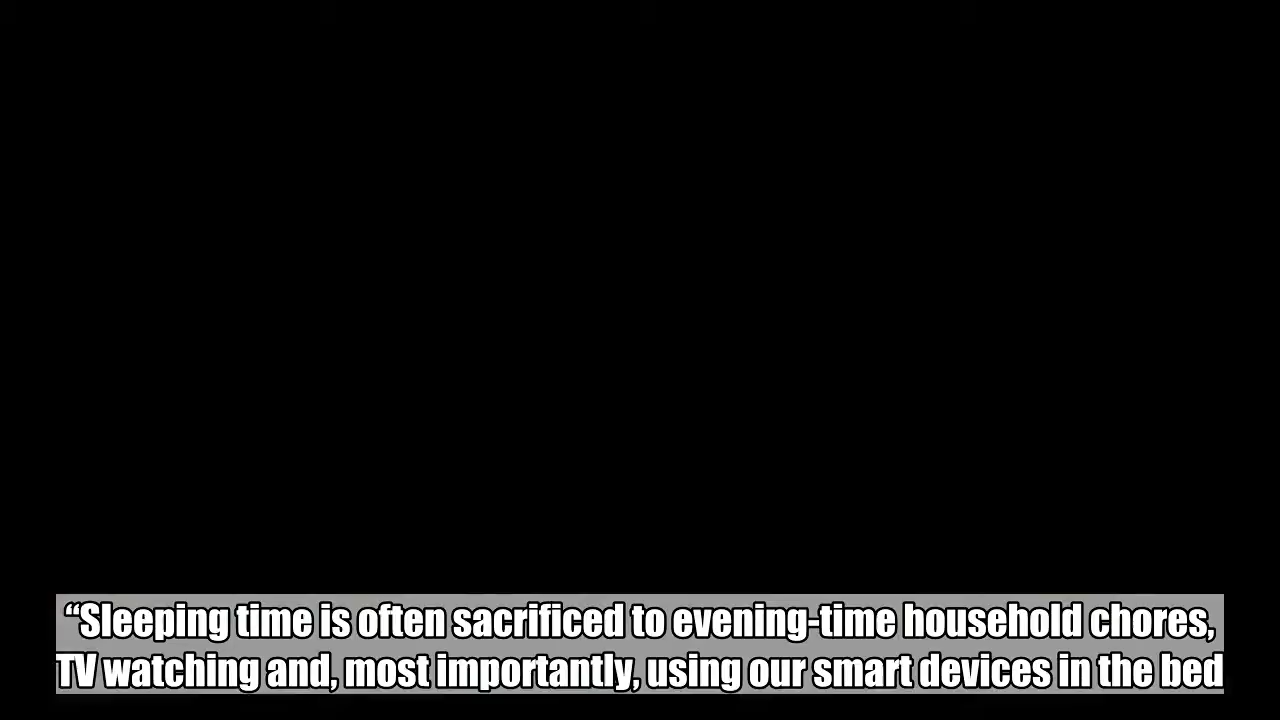 “Sleeping time is often sacrificed to evening-time household chores,
TV watching and, most importantly, using our smart devices in the bed